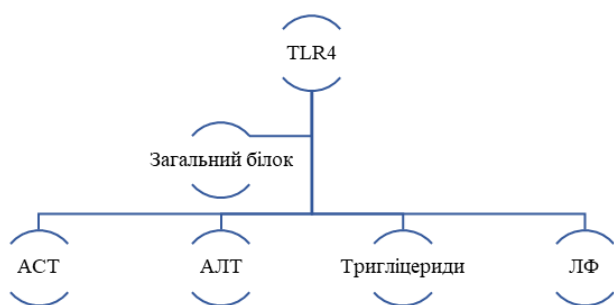 TLR4
Загальний білок
АСТ
АЛТ
Тригліцериди
ЛФ